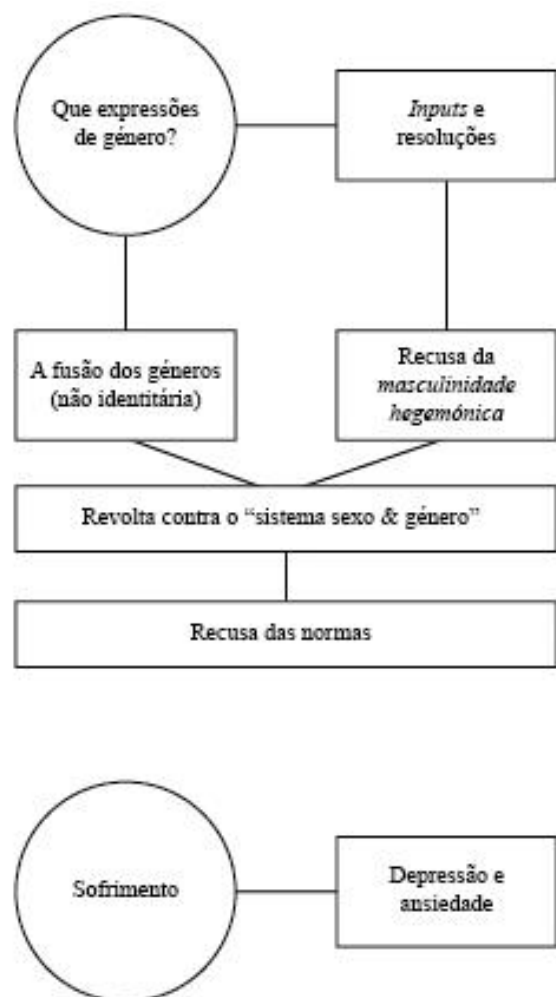 Que expressões
de género?
Inputs e
resoluções
A fusão dos géneros
(não identitária)
Recusa da
masculinidade
hegemónica
Revolta contra o “sistema sexo & género”
Recusa das normas
Sofrimento
Depressão e
ansiedade